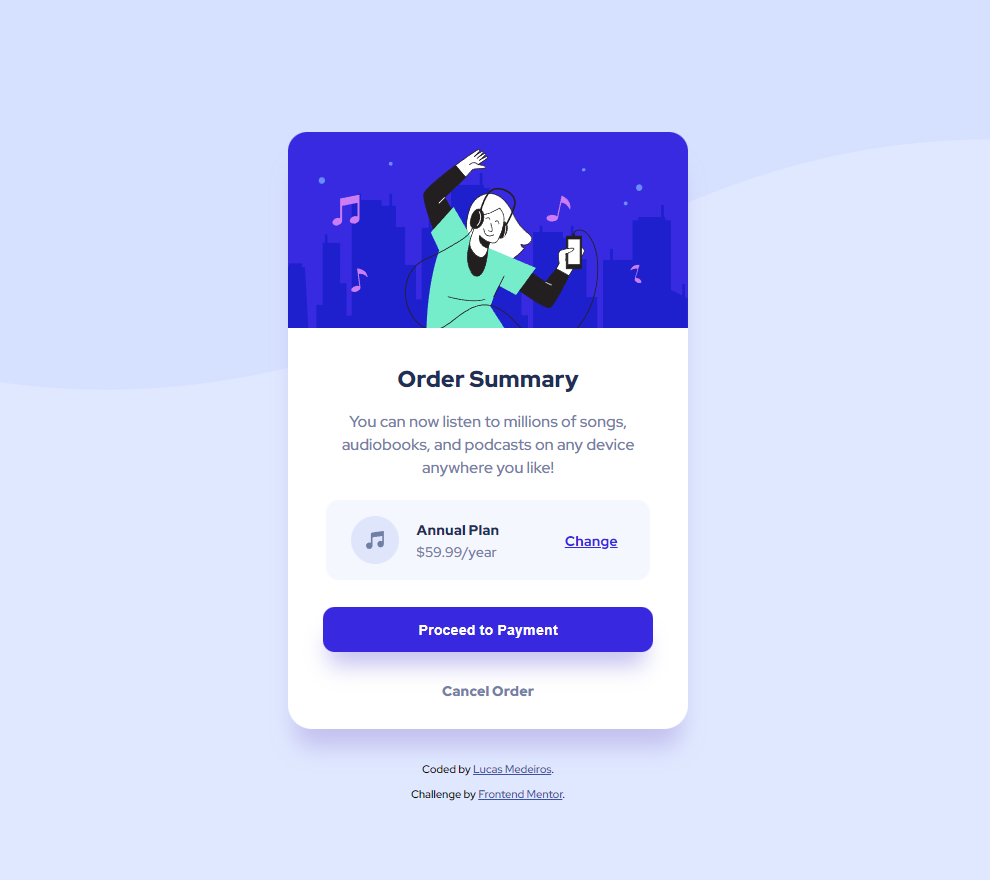 Order Summary
You can now listen to millions of songs,
audiobooks, and podcasts on any device
anywhere you like!
Annual Plan
$59.99/year
Change
Proceed to Payment
Cancel Order
Coded by Lucas Medeiros.
Challenge by Frontend Mentor.